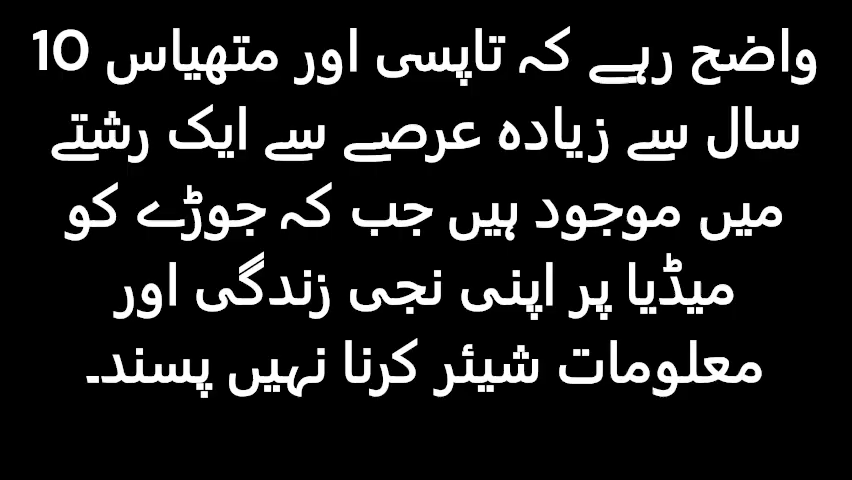 واضح رہے کہ تاپسی اور متھیاس 10
سال سے زیادہ عرصے سے ایک رشتے
میں موجود ہیں جب کہ جوڑے کو
میڈیا پر اپنی نجی زندگی اور
معلومات شیئر کرنا نہیں پسند۔